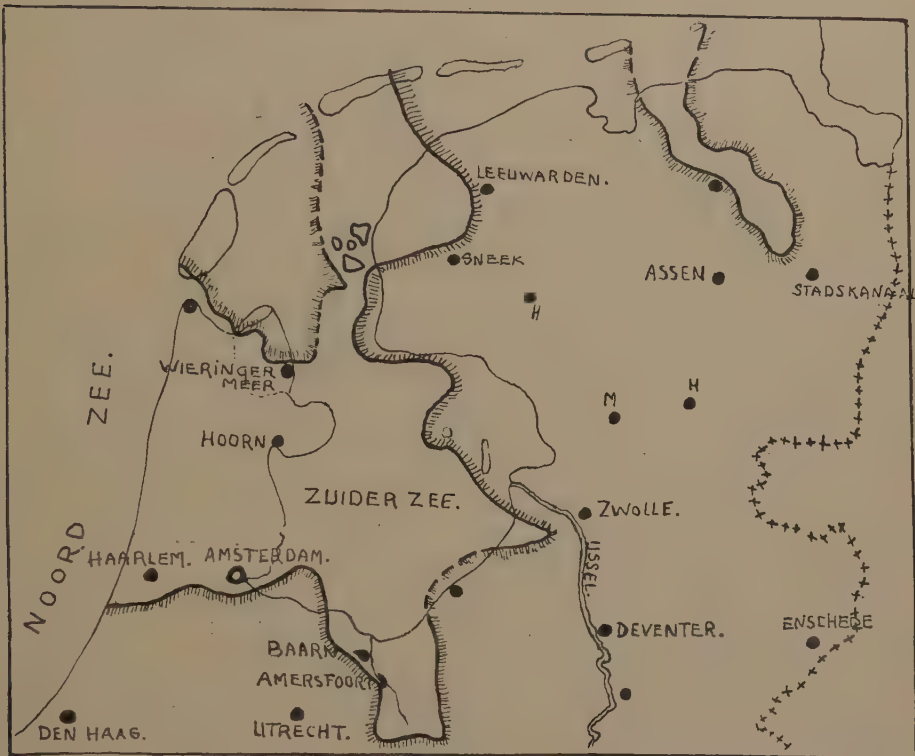 LEEUWARDEN.
SNEEK
ASSEN
STADSKANAAL
H
ZEE.
WIERINGER
MEER
M
H
HOORN
ZUIDER ZEE.
ZWOLLE.
NOORD
HAARLEM.
AMSTERDAM.
IJSSEL.
DEVENTER.
ENSCHEDE
BAARN
AMERSFOORT
DEN HAAG.
UTRECHT.